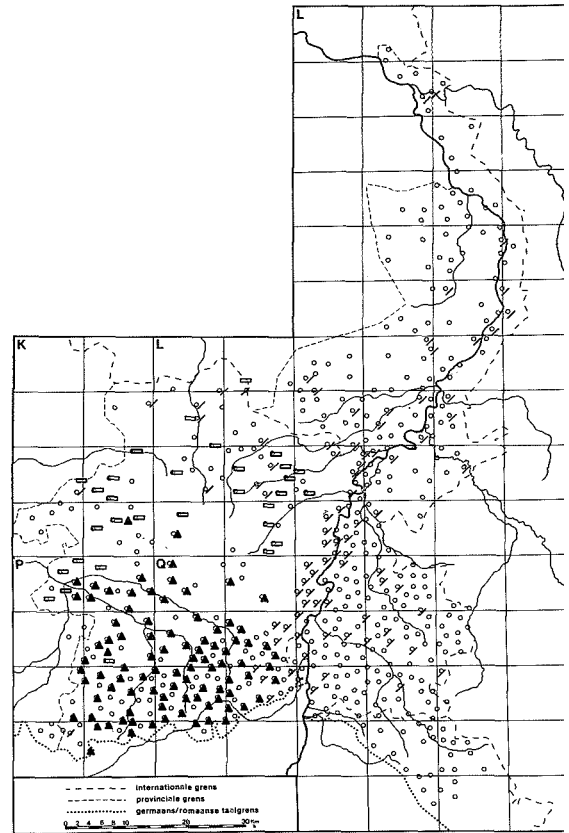 L
K L
P Q
internationale grens
provinciale grens
germaans/romaanse taalgrens
0 2 4 6 8 10 20 30 Km